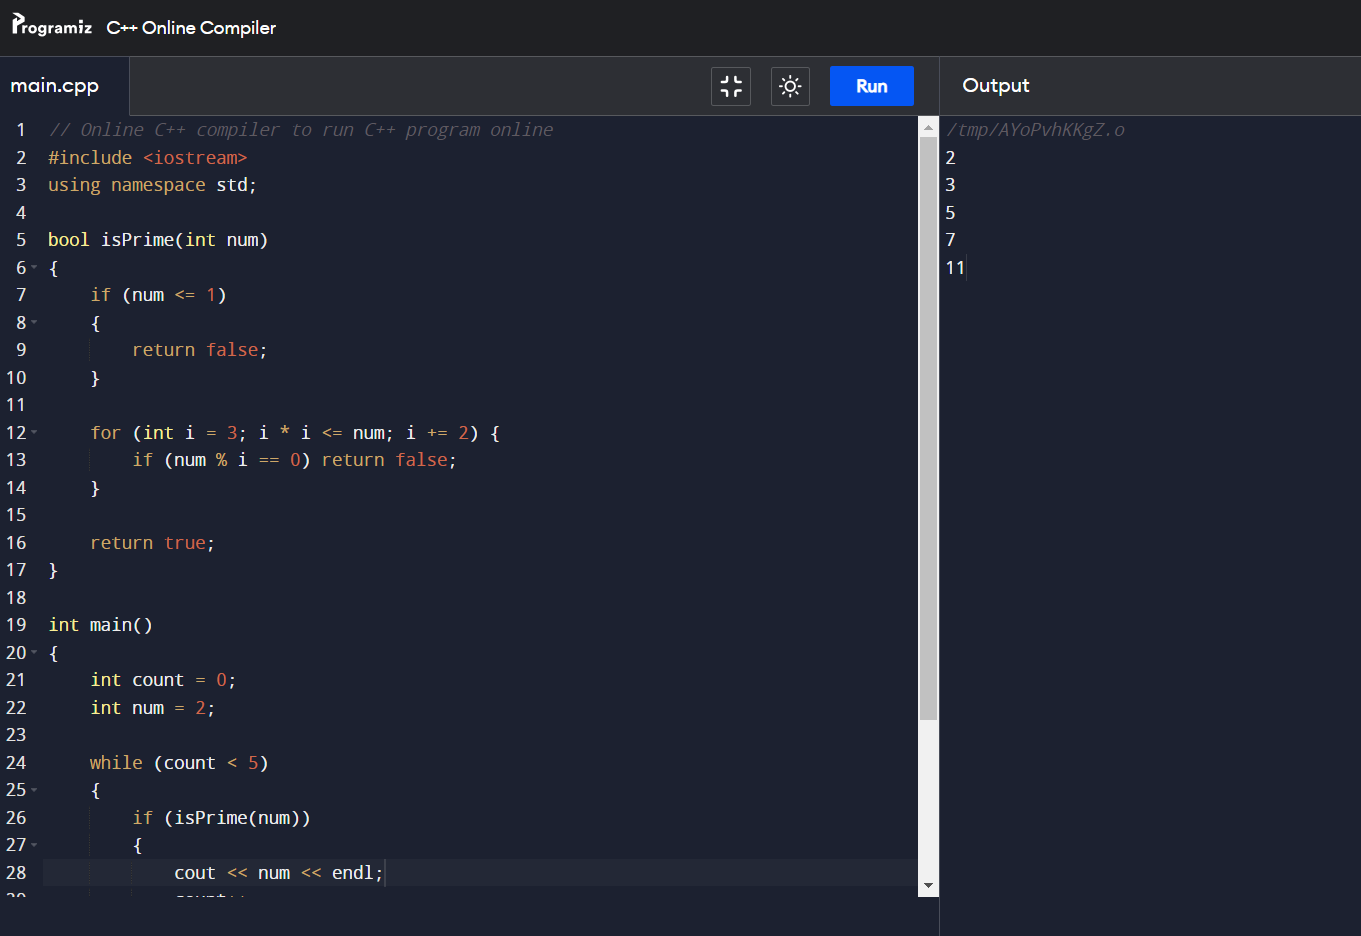 Programiz C++ Online Compiler
main.cpp
Run
Output
1 // Online C++ compiler to run C++ program online
2 #include <iostream>
3 using namespace std;
4
5 bool isPrime(int num)
6 {
7     if (num <= 1)
8     {
9         return false;
10     }
11
12     for (int i = 3; i * i <= num; i += 2) {
13         if (num % i == 0) return false;
14     }
15
16     return true;
17 }
18
19 int main()
20 {
21     int count = 0;
22     int num = 2;
23
24     while (count < 5)
25     {
26         if (isPrime(num))
27         {
28             cout << num << endl;
/tmp/AYoPvhKKgZ.o
2
3
5
7
11